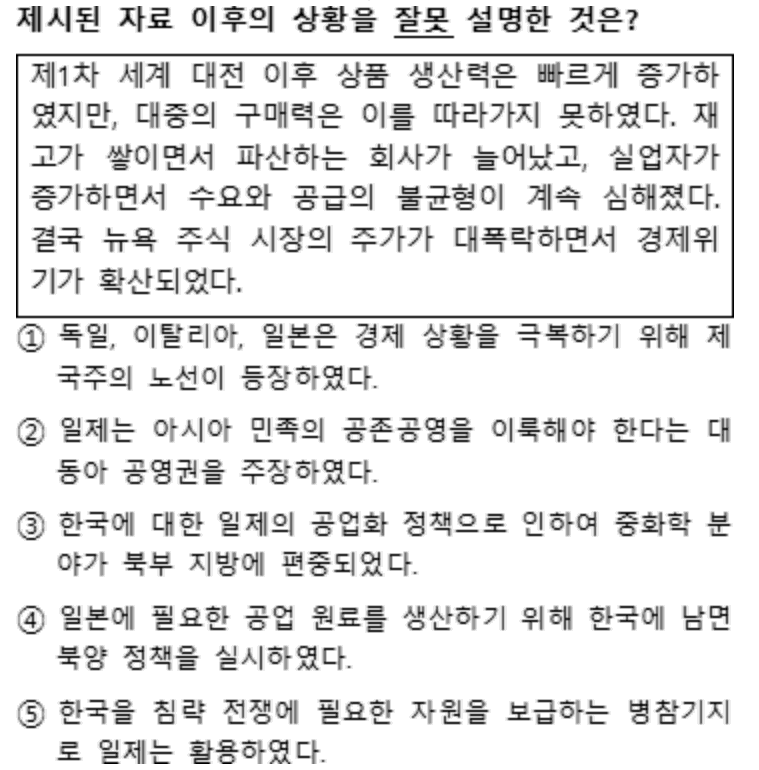 제시된 자료 이후의 상황을 잘못 설명한 것은?
제1차 세계 대전 이후 상품 생산력은 빠르게 증가하
였지만, 대중의 구매력은 이를 따라가지 못하였다. 재
고가 쌓이면서 파산하는 회사가 늘어났고, 실업자가
증가하면서 수요와 공급의 불균형이 계속 심해졌다.
결국 뉴욕 주식 시장의 주가가 대폭락하면서 경제위
기가 확산되었다.
① 독일, 이탈리아, 일본은 경제 상황을 극복하기 위해 제
국주의 노선이 등장하였다.
② 일제는 아시아 민족의 공존공영을 이룩해야 한다는 대
동아 공영권을 주장하였다.
③ 한국에 대한 일제의 공업화 정책으로 인하여 중화학 분
야가 북부 지방에 편중되었다.
④ 일본에 필요한 공업 원료를 생산하기 위해 한국에 남면
북양 정책을 실시하였다.
⑤ 한국을 침략 전쟁에 필요한 자원을 보급하는 병참기지
로 일제는 활용하였다.